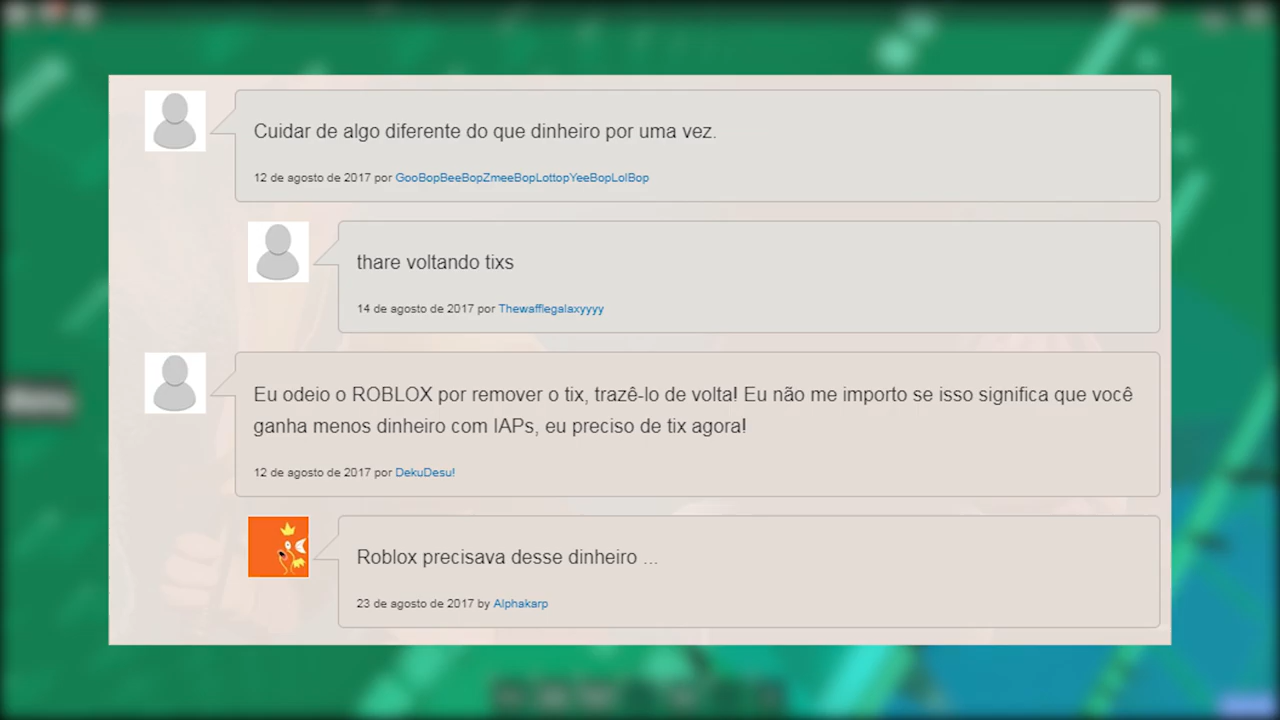 Cuidar de algo diferente do que dinheiro por uma vez.
12 de agosto de 2017 por GooBopBeeBopZmeeBopLottopYeeBopLolBop
thare voltando tixs
14 de agosto de 2017 por Thewafflegalaxyyyy
Eu odeio o ROBLOX por remover o tix, trazê-lo de volta! Eu não me importo se isso significa que você
ganha menos dinheiro com IAPs, eu preciso de tix agora!
12 de agosto de 2017 por DekuDesu!
Roblox precisava desse dinheiro ...
23 de agosto de 2017 by Alphakarp